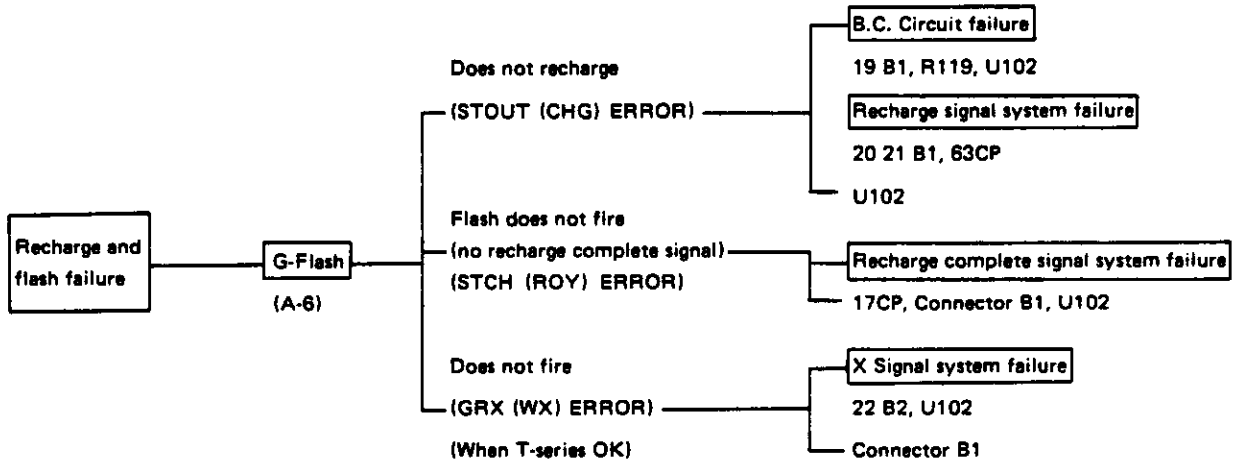 Recharge and
flash failure
G-Flash
(A-6)
Does not recharge
(STOUT (CHG) ERROR)
B.C. Circuit failure
19 B1, R119, U102
Recharge signal system failure
20 21 B1, 63CP
U102
Flash does not fire
(no recharge complete signal)
(STCH (ROY) ERROR)
Recharge complete signal system failure
17CP, Connector B1, U102
Does not fire
(GRX (WX) ERROR)
(When T-series OK)
X Signal system failure
22 B2, U102
Connector B1